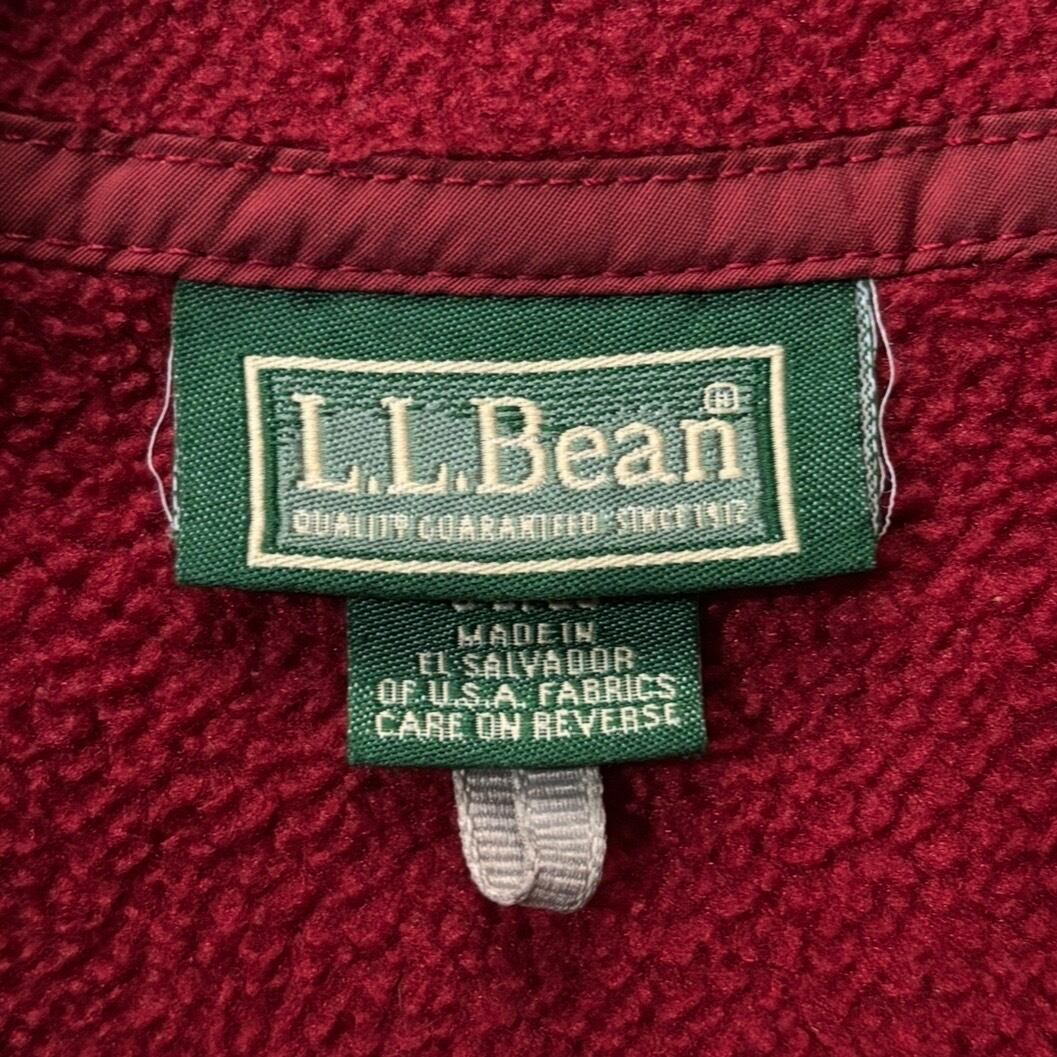 L.L.Bean®
QUALITY GUARANTEED SINCE 1912
MADE IN
EL SALVADOR
OF U.S.A. FABRICS
CARE ON REVERSE